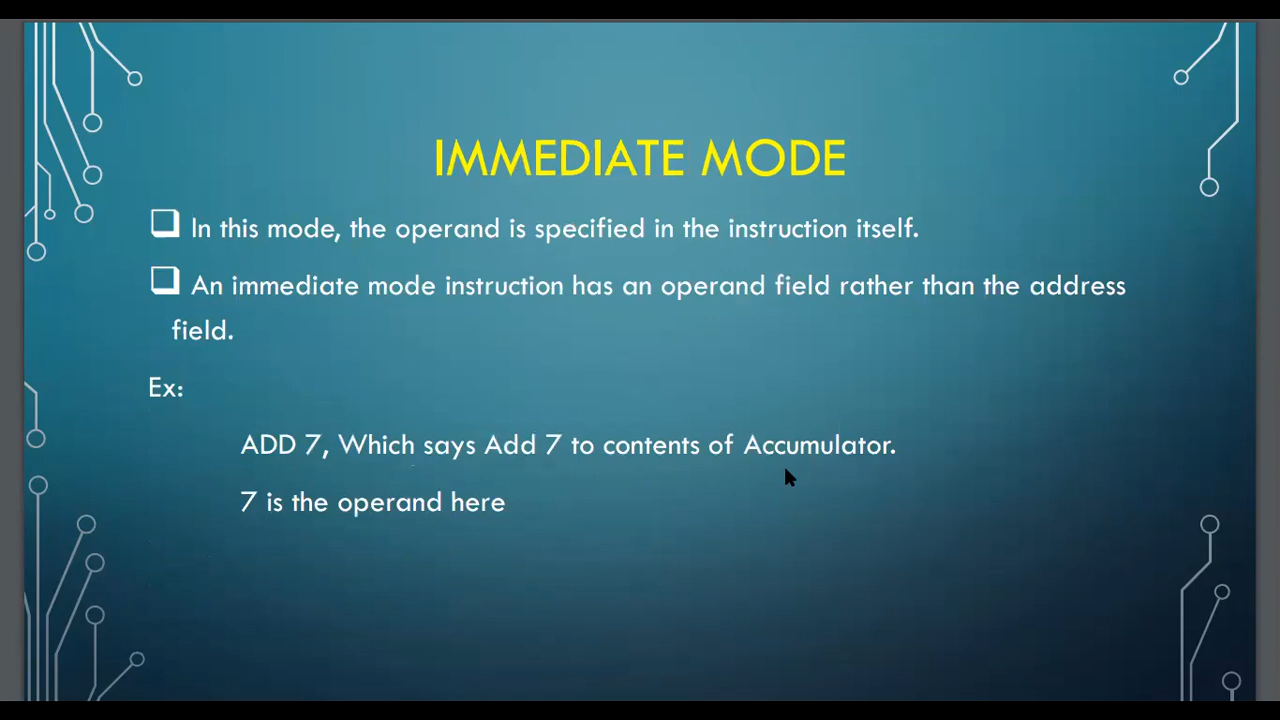 IMMEDIATE MODE
In this mode, the operand is specified in the instruction itself.
An immediate mode instruction has an operand field rather than the address
field.
Ex:
ADD 7, Which says Add 7 to contents of Accumulator.
7 is the operand here